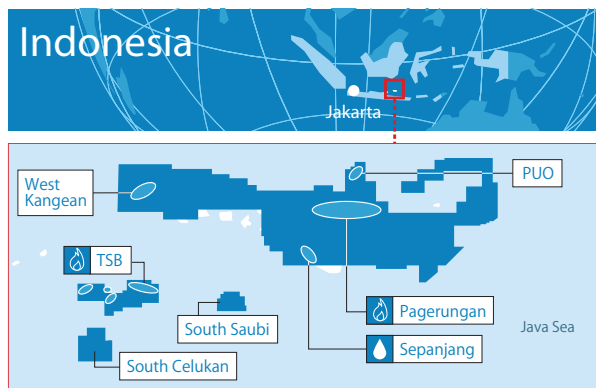 Indonesia
Jakarta
West
Kangean
PUO
TSB
Pagerungan
South Saubi
Java Sea
Sepanjang
South Celukan